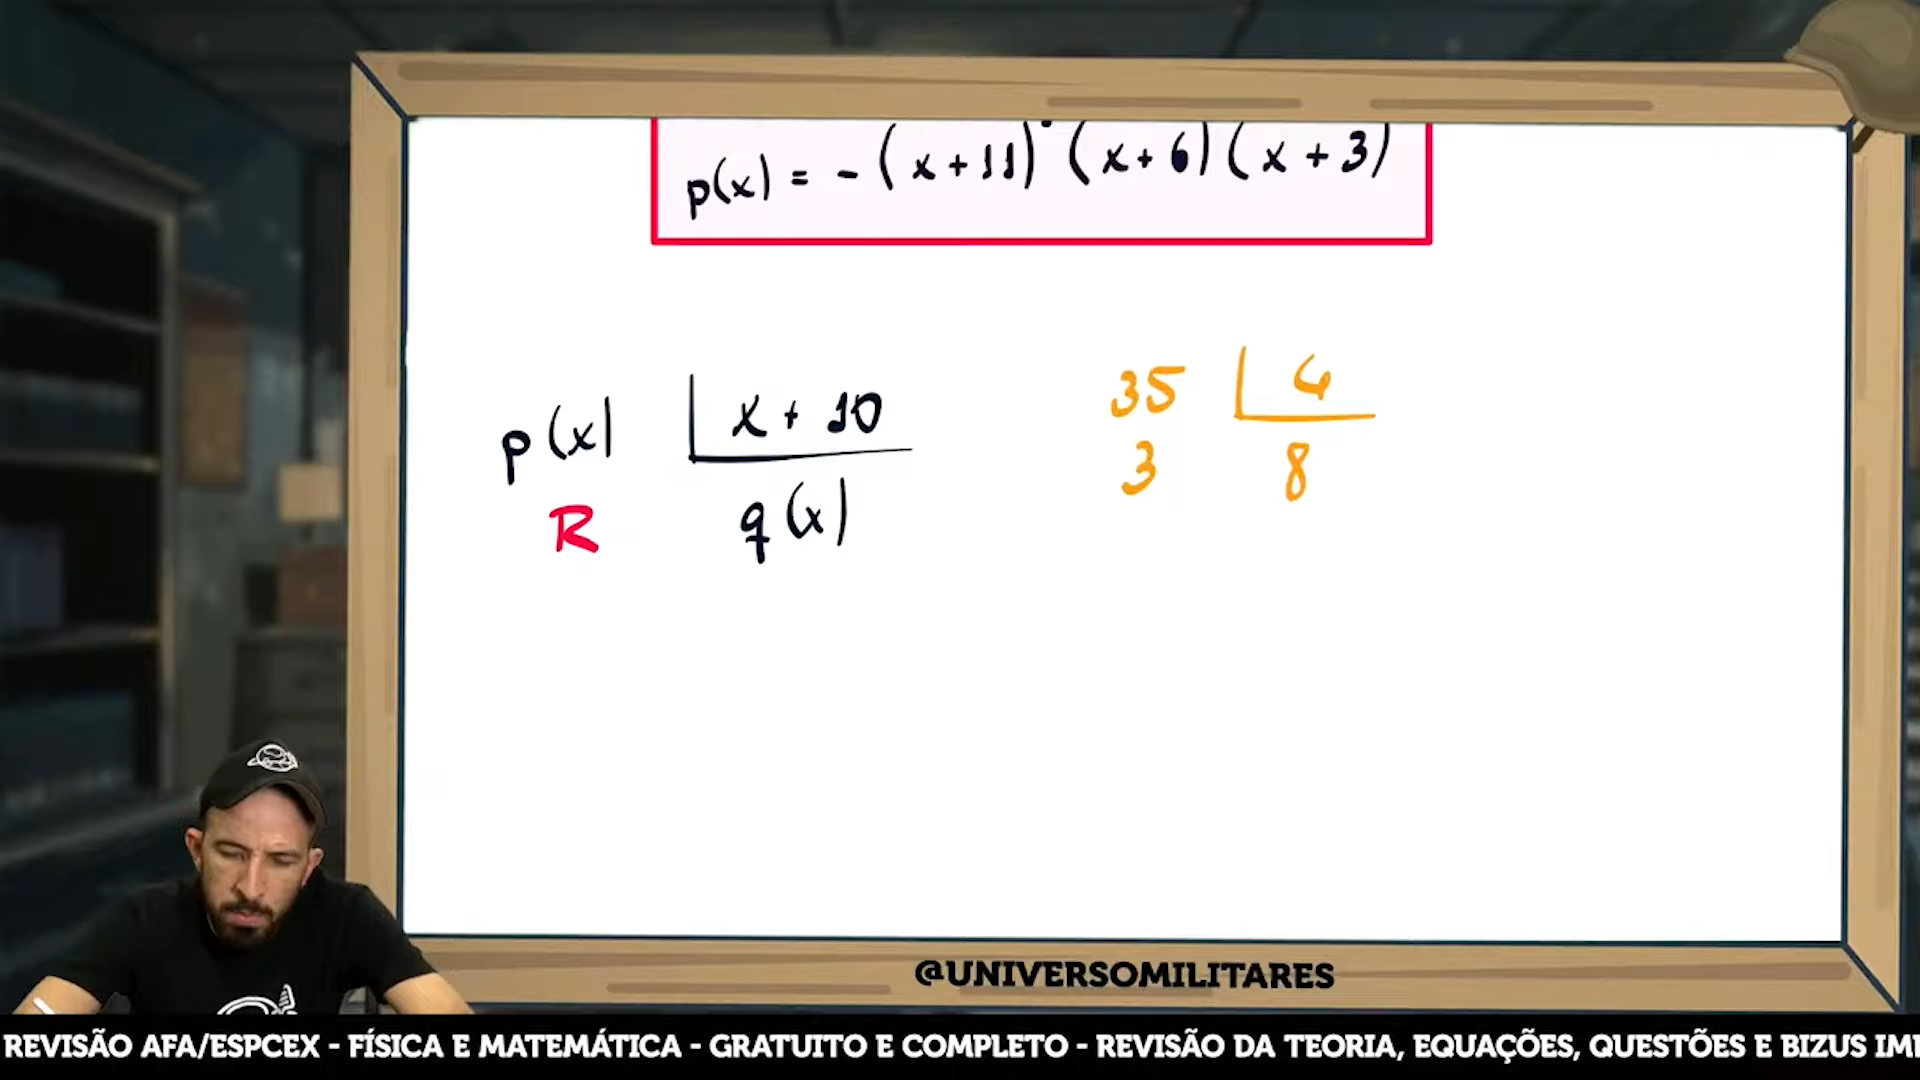 p(x) = - (x+11) (x+6) (x+3)
p(x) x + 10
R q(x)
35 4
3 8
@UNIVERSOMILITARES
REVISÃO AFA/ESPCEX - FÍSICA E MATEMÁTICA - GRATUITO E COMPLETO - REVISÃO DA TEORIA, EQUAÇÕES, QUESTÕES E BIZUS